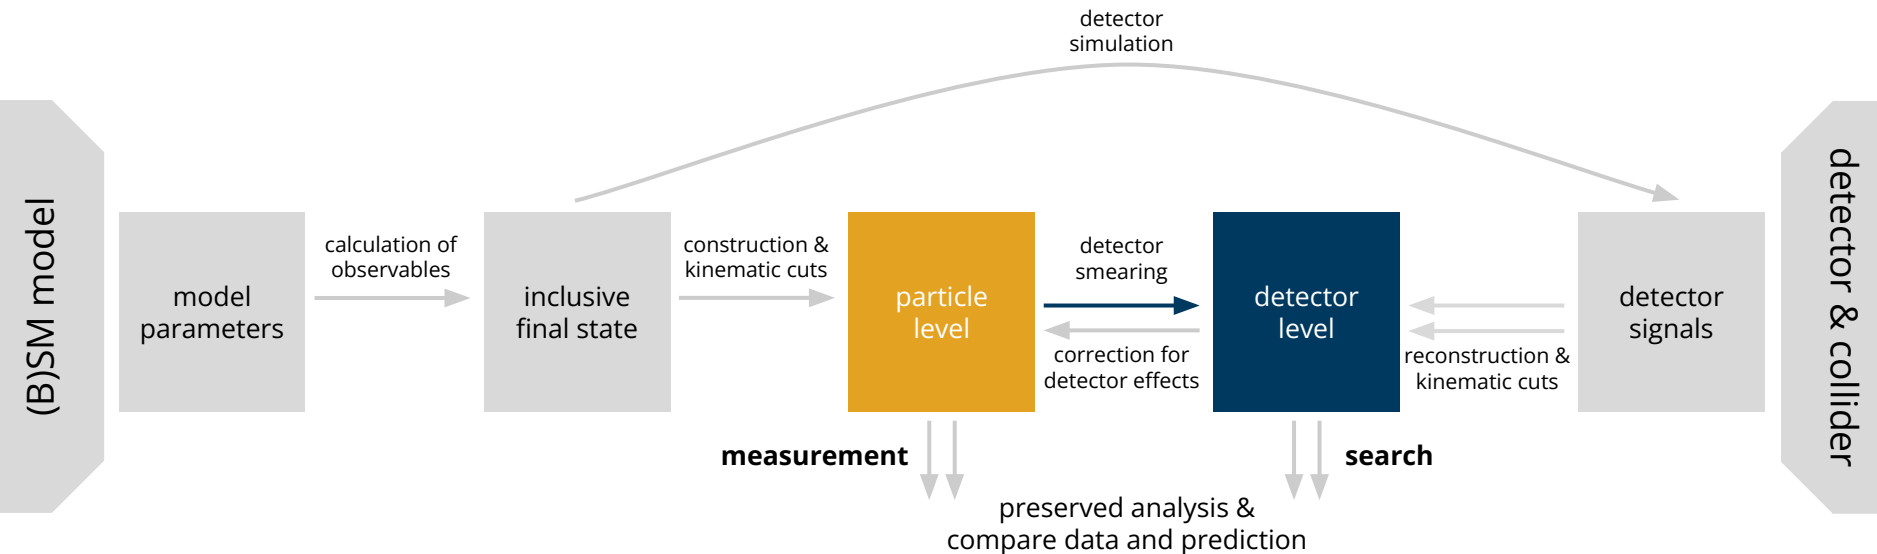 detector
simulation
(B)SM model
model
parameters
calculation of
observables
inclusive
final state
construction &
kinematic cuts
particle
level
detector
smearing
correction for
detector effects
detector
level
reconstruction &
kinematic cuts
detector
signals
detector & collider
measurement
search
preserved analysis &
compare data and prediction